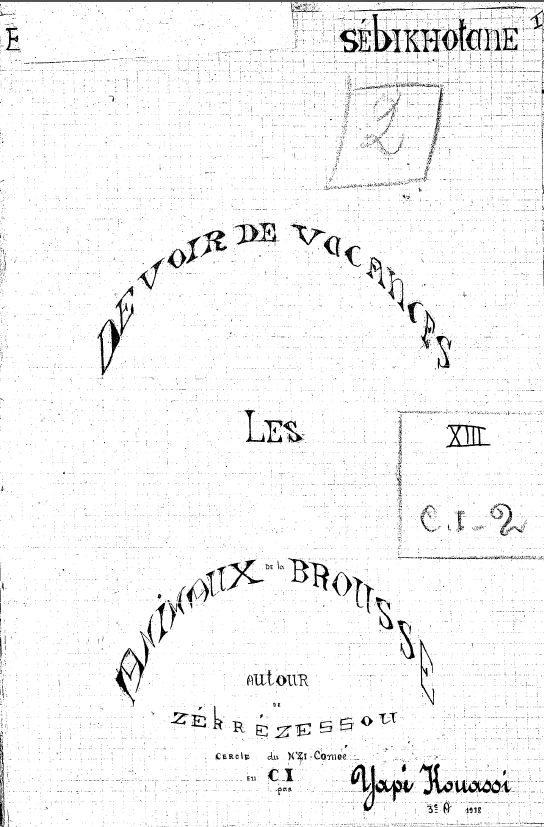 E
SÉBIKHOTANE
I
2
DEVOIR DE VACANCES
LES
XIII
C.I-2
ANIMAUX DE LA BROUSSE
AUTOUR
DE
ZÉKRÉZESSOU
CERCLE du N'ZI-Comoé
EN CI
par
Yapi Kouassi
3e A